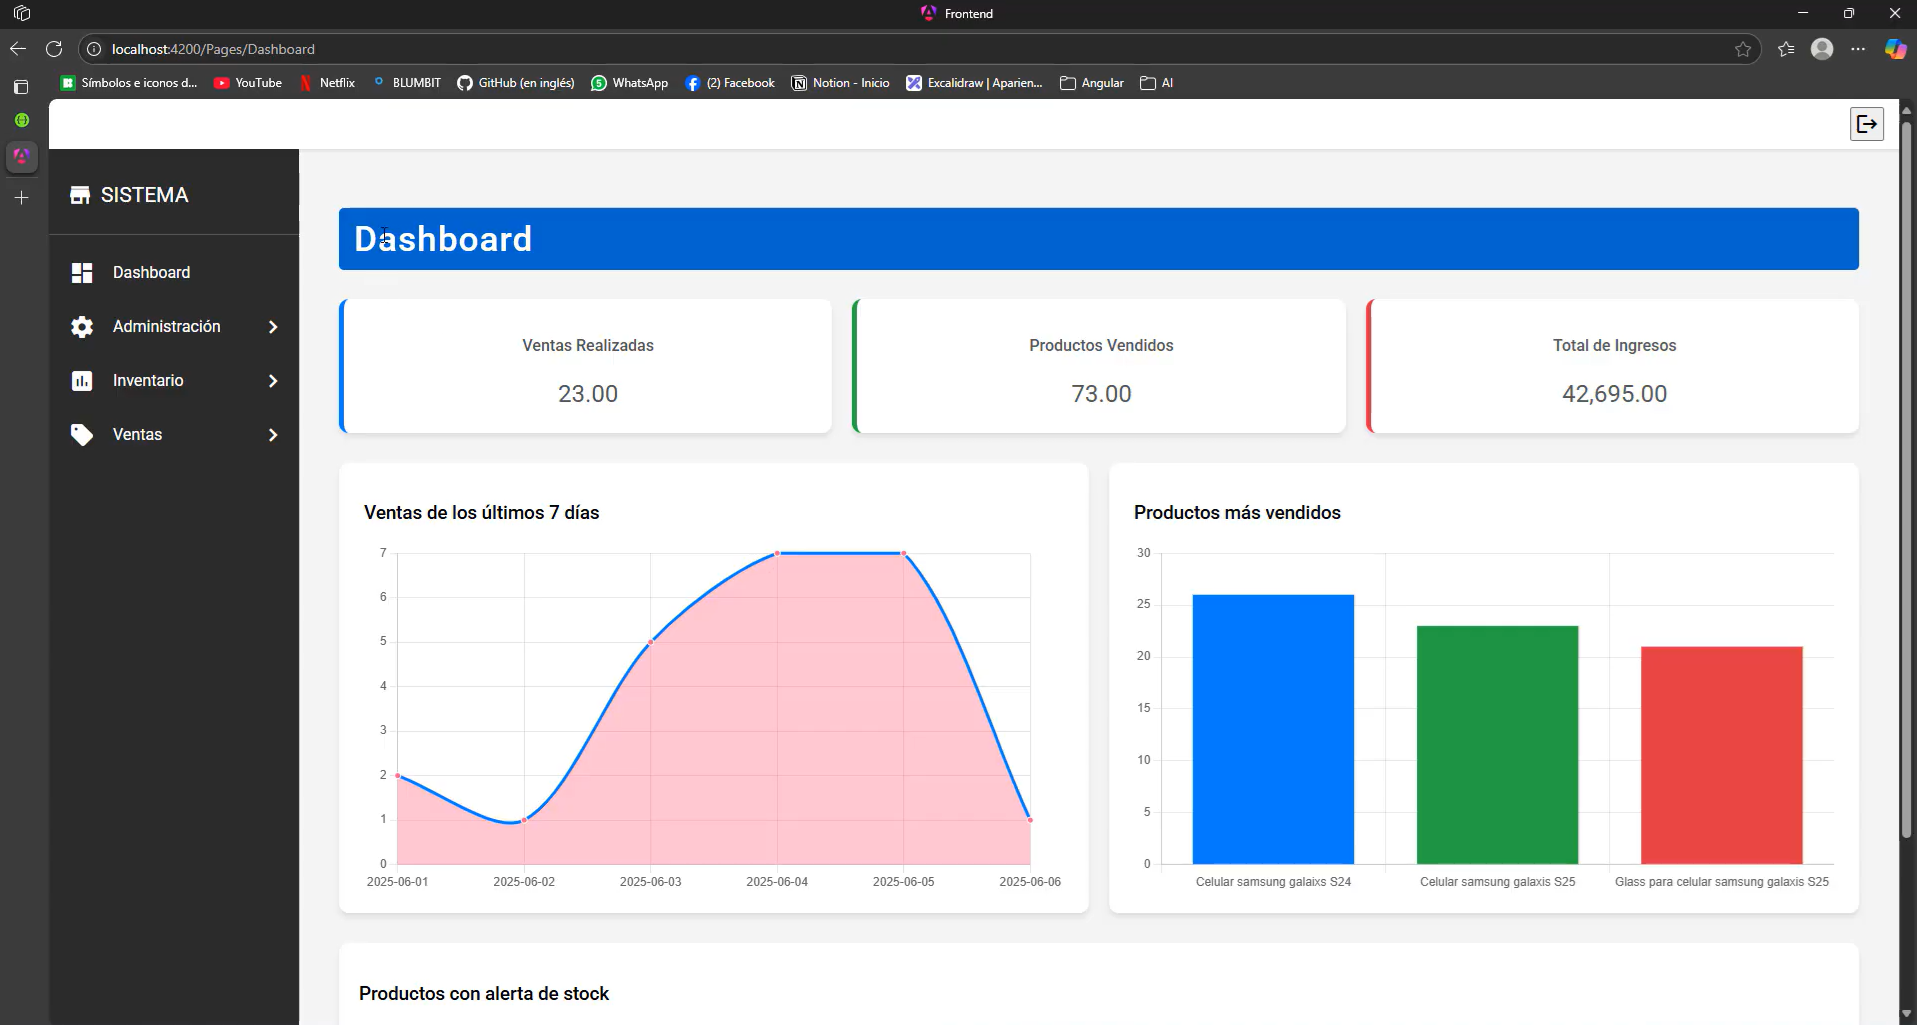 Frontend
localhost:4200/Pages/Dashboard
Símbolos e iconos d... YouTube Netflix BLUMBIT GitHub (en inglés) 5 WhatsApp (2) Facebook Notion - Inicio Excalidraw | Aparien... Angular AI
SISTEMA
Dashboard
Administración
Inventario
Ventas
Dashboard
Ventas Realizadas
23.00
Productos Vendidos
73.00
Total de Ingresos
42,695.00
Ventas de los últimos 7 días
7
6
5
4
3
2
1
0
2025-06-01 2025-06-02 2025-06-03 2025-06-04 2025-06-05 2025-06-06
Productos más vendidos
30
25
20
15
10
5
0
Celular samsung galaixs S24 Celular samsung galaxis S25 Glass para celular samsung galaxis S25
Productos con alerta de stock